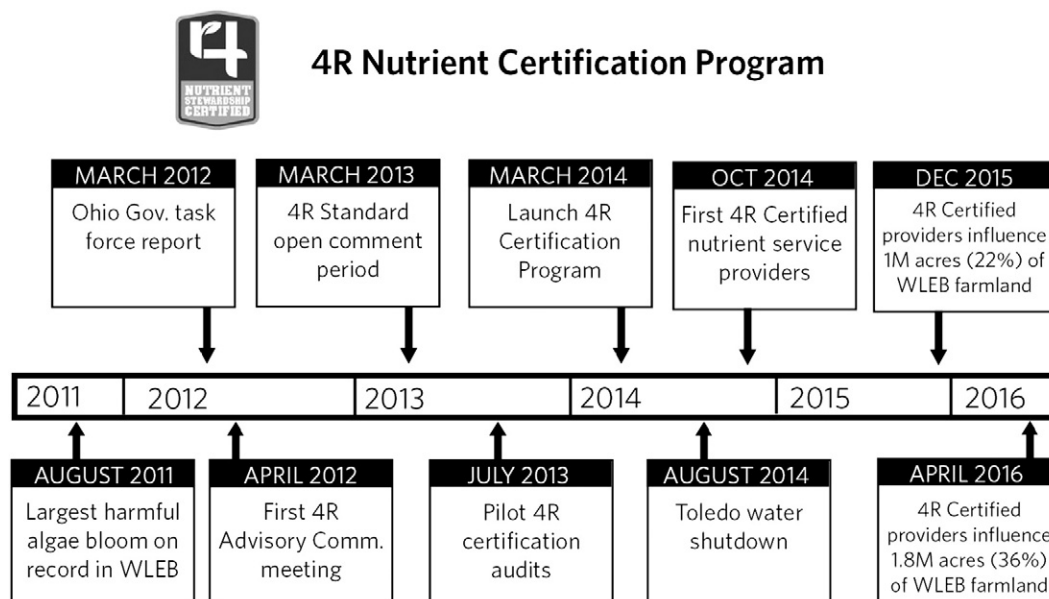 r4
NUTRIENT
STEWARDSHIP
CERTIFIED
4R Nutrient Certification Program
MARCH 2012
Ohio Gov. task
force report
MARCH 2013
4R Standard
open comment
period
MARCH 2014
Launch 4R
Certification
Program
OCT 2014
First 4R Certified
nutrient service
providers
DEC 2015
4R Certified
providers influence
1M acres (22%) of
WLEB farmland
2011
2012
2013
2014
2015
2016
AUGUST 2011
Largest harmful
algae bloom on
record in WLEB
APRIL 2012
First 4R
Advisory Comm.
meeting
JULY 2013
Pilot 4R
certification
audits
AUGUST 2014
Toledo water
shutdown
APRIL 2016
4R Certified
providers influence
1.8M acres (36%)
of WLEB farmland